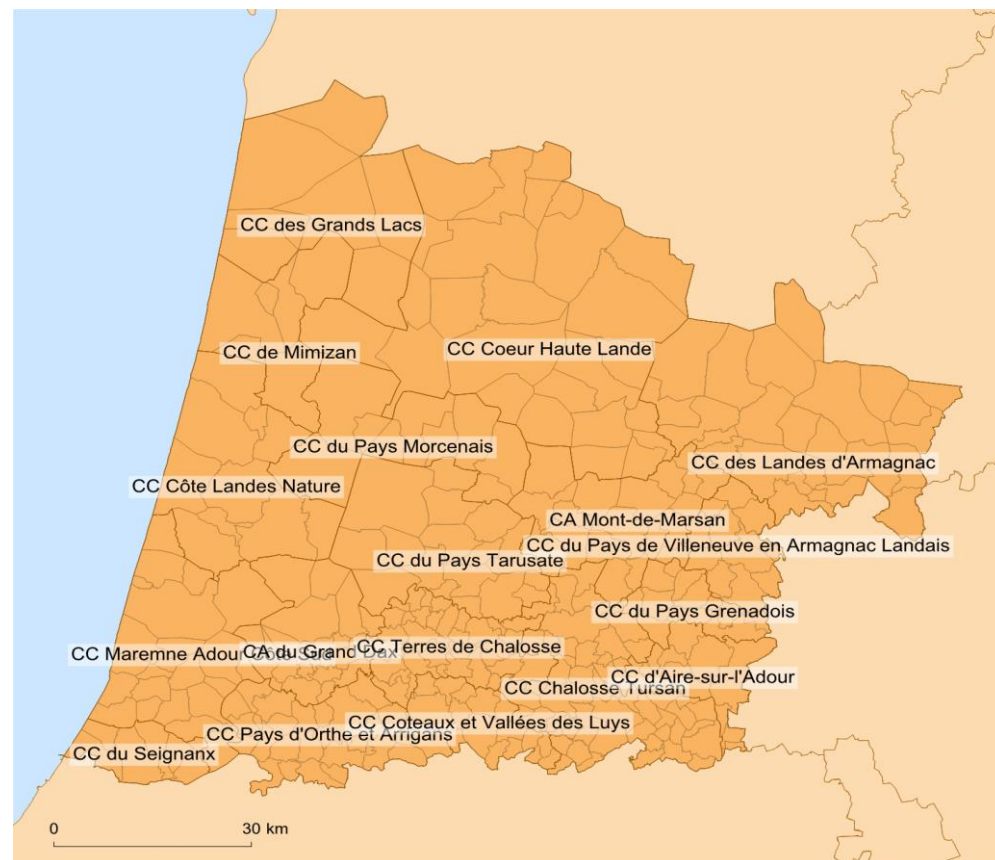 CC des Grands Lacs
CC de Mimizan
CC Coeur Haute Lande
CC du Pays Morcenais
CC des Landes d'Armagnac
CC Côte Landes Nature
CA Mont-de-Marsan
CC du Pays de Villeneuve en Armagnac Landais
CC du Pays Tarusate
CC du Pays Grenadois
CC Maremne Adour Côte Sud
CA du Grand Dax
CC Terres de Chalosse
CC d'Aire-sur-l'Adour
CC Chalosse Tursan
CC Coteaux et Vallées des Luys
CC Pays d'Orthe et Arrigans
CC du Seignanx
0 30 km